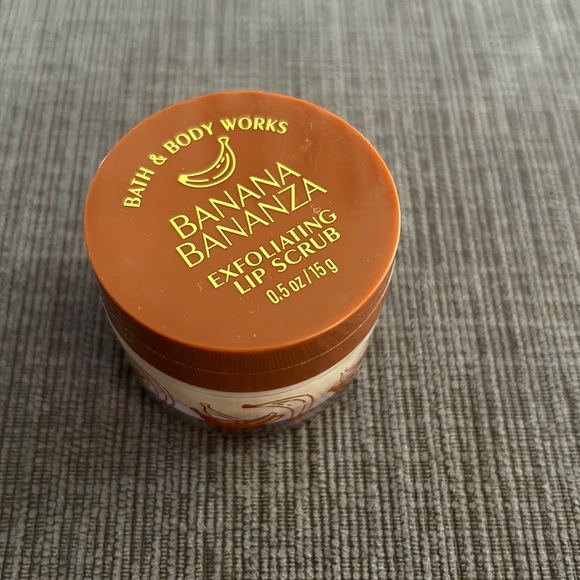 BATH & BODY WORKS
BANANA
BANANZA
EXFOLIATING
LIP SCRUB
0.5 oz/15 g